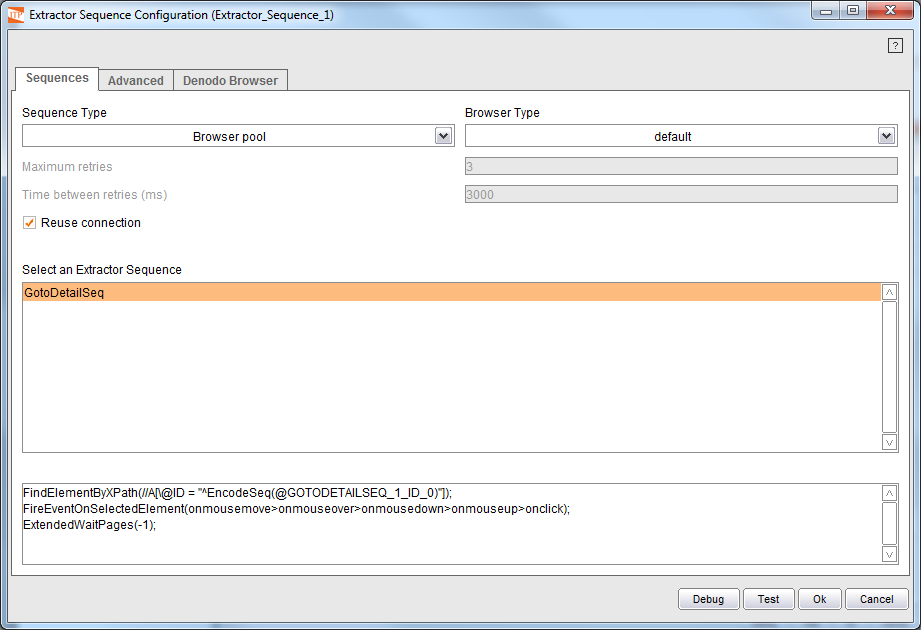 Extractor Sequence Configuration (Extractor_Sequence_1)
?
Sequences Advanced Denodo Browser
Sequence Type Browser Type
Browser pool default
Maximum retries 3
Time between retries (ms) 3000
Reuse connection
Select an Extractor Sequence
GotoDetailSeq
FindElementByXPath(//A[\@ID = "^EncodeSeq(@GOTODETAILSEQ_1_ID_0)"]);
FireEventOnSelectedElement(onmousemove>onmouseover>onmousedown>onmouseup>onclick);
ExtendedWaitPages(-1);
Debug Test Ok Cancel